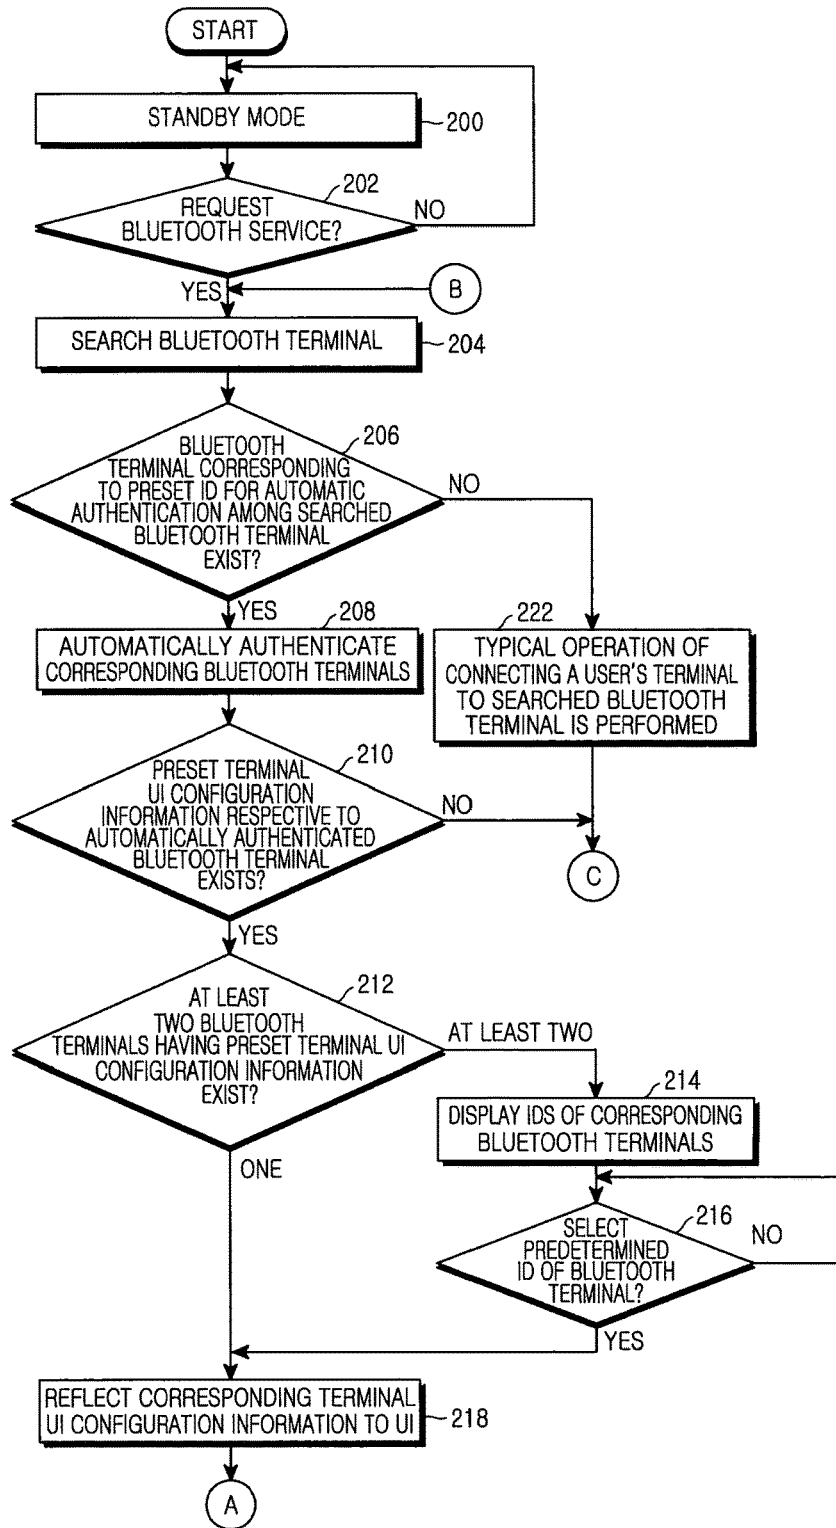 START
STANDBY MODE
200
202
REQUEST
BLUETOOTH SERVICE?
NO
YES
B
SEARCH BLUETOOTH TERMINAL
204
206
BLUETOOTH
TERMINAL CORRESPONDING
TO PRESET ID FOR AUTOMATIC
AUTHENTICATION AMONG SEARCHED
BLUETOOTH TERMINAL
EXIST?
NO
YES
208
AUTOMATICALLY AUTHENTICATE
CORRESPONDING BLUETOOTH TERMINALS
222
TYPICAL OPERATION OF
CONNECTING A USER'S TERMINAL
TO SEARCHED BLUETOOTH
TERMINAL IS PERFORMED
210
PRESET TERMINAL
UI CONFIGURATION
INFORMATION RESPECTIVE TO
AUTOMATICALLY AUTHENTICATED
BLUETOOTH TERMINAL
EXISTS?
NO
C
YES
212
AT LEAST
TWO BLUETOOTH
TERMINALS HAVING PRESET TERMINAL UI
CONFIGURATION INFORMATION
EXIST?
AT LEAST TWO
214
DISPLAY IDS OF CORRESPONDING
BLUETOOTH TERMINALS
ONE
216
SELECT
PREDETERMINED
ID OF BLUETOOTH
TERMINAL?
NO
YES
REFLECT CORRESPONDING TERMINAL
UI CONFIGURATION INFORMATION TO UI
218
A